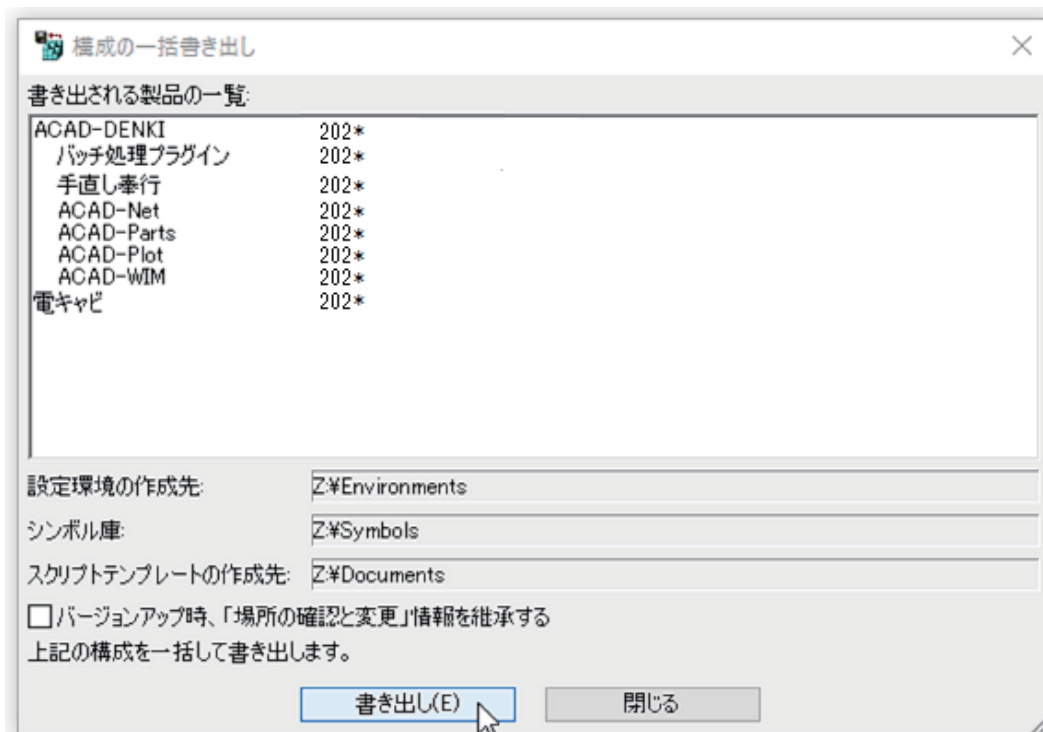 構成の一括書き出し
書き出される製品の一覧:
ACAD-DENKI 202*
バッチ処理プラグイン 202*
手直し奉行 202*
ACAD-Net 202*
ACAD-Parts 202*
ACAD-Plot 202*
ACAD-WIM 202*
電キャビ 202*
設定環境の作成先: Z:¥Environments
シンボル庫: Z:¥Symbols
スクリプトテンプレートの作成先: Z:¥Documents
バージョンアップ時、「場所の確認と変更」情報を継承する
上記の構成を一括して書き出します。
書き出し(E) 閉じる